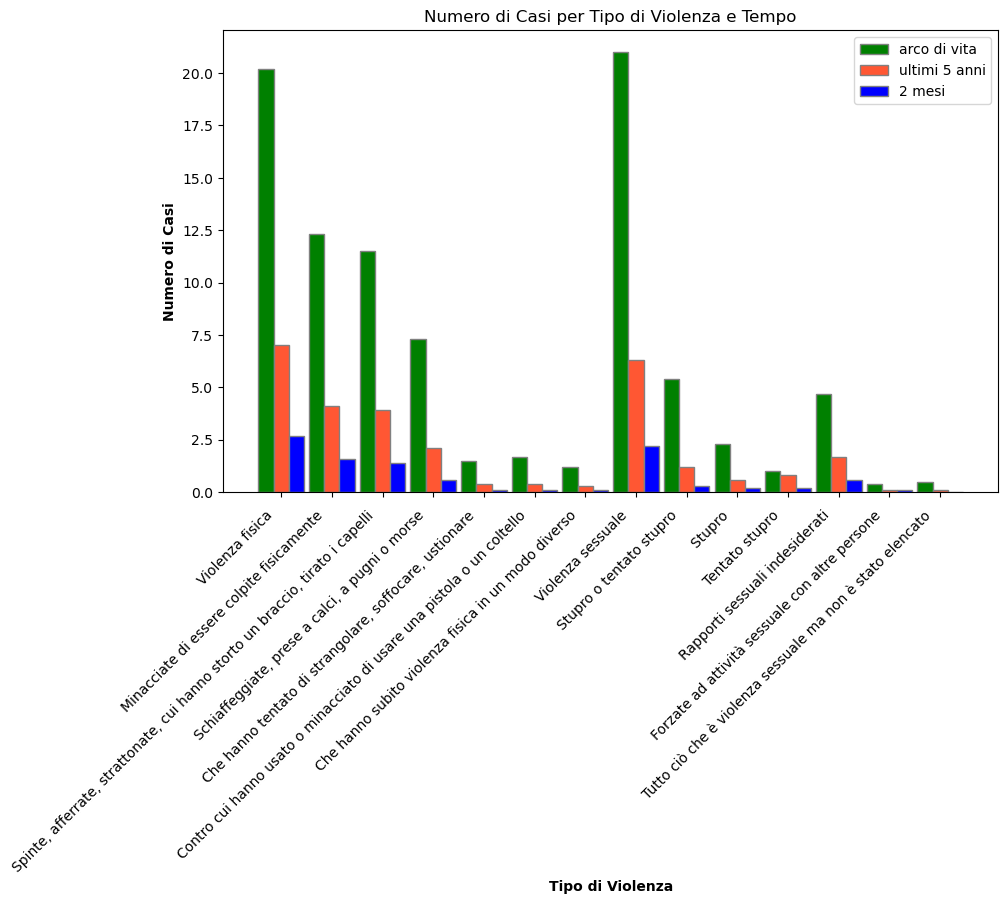 Numero di Casi per Tipo di Violenza e Tempo
arco di vita
ultimi 5 anni
2 mesi
Numero di Casi
20.0
17.5
15.0
12.5
10.0
7.5
5.0
2.5
0.0
Violenza fisica
Minacciate di essere colpite fisicamente
Spinte, afferrate, strattonate, cui hanno storto un braccio, tirato i capelli
Schiaffeggiate, prese a calci, a pugni o morse
Che hanno tentato di strangolare, soffocare, ustionare
Contro cui hanno usato o minacciato di usare una pistola o un coltello
Che hanno subito violenza fisica in un modo diverso
Violenza sessuale
Stupro o tentato stupro
Stupro
Tentato stupro
Rapporti sessuali indesiderati
Forzate ad attività sessuale con altre persone
Tutto ciò che è violenza sessuale ma non è stato elencato
Tipo di Violenza